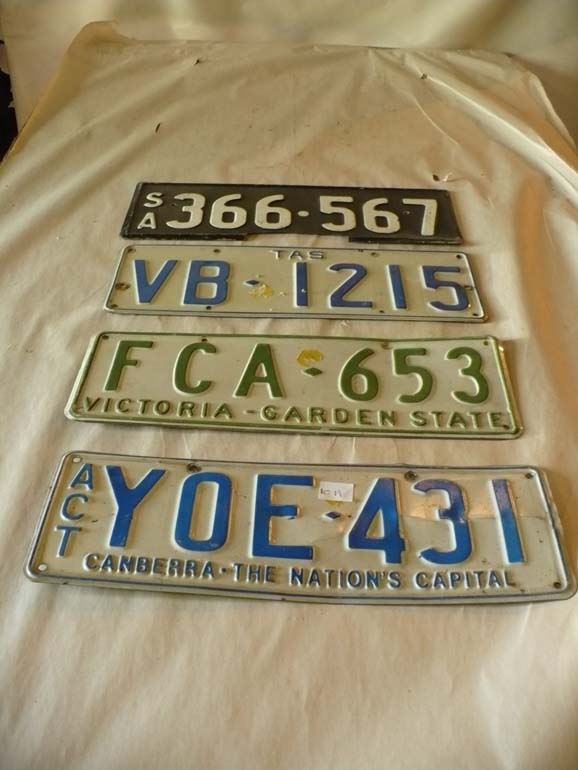 SA 366·567
TAS
VB·1215
FCA·653
VICTORIA - GARDEN STATE
ACT YOE·431
CANBERRA · THE NATION'S CAPITAL